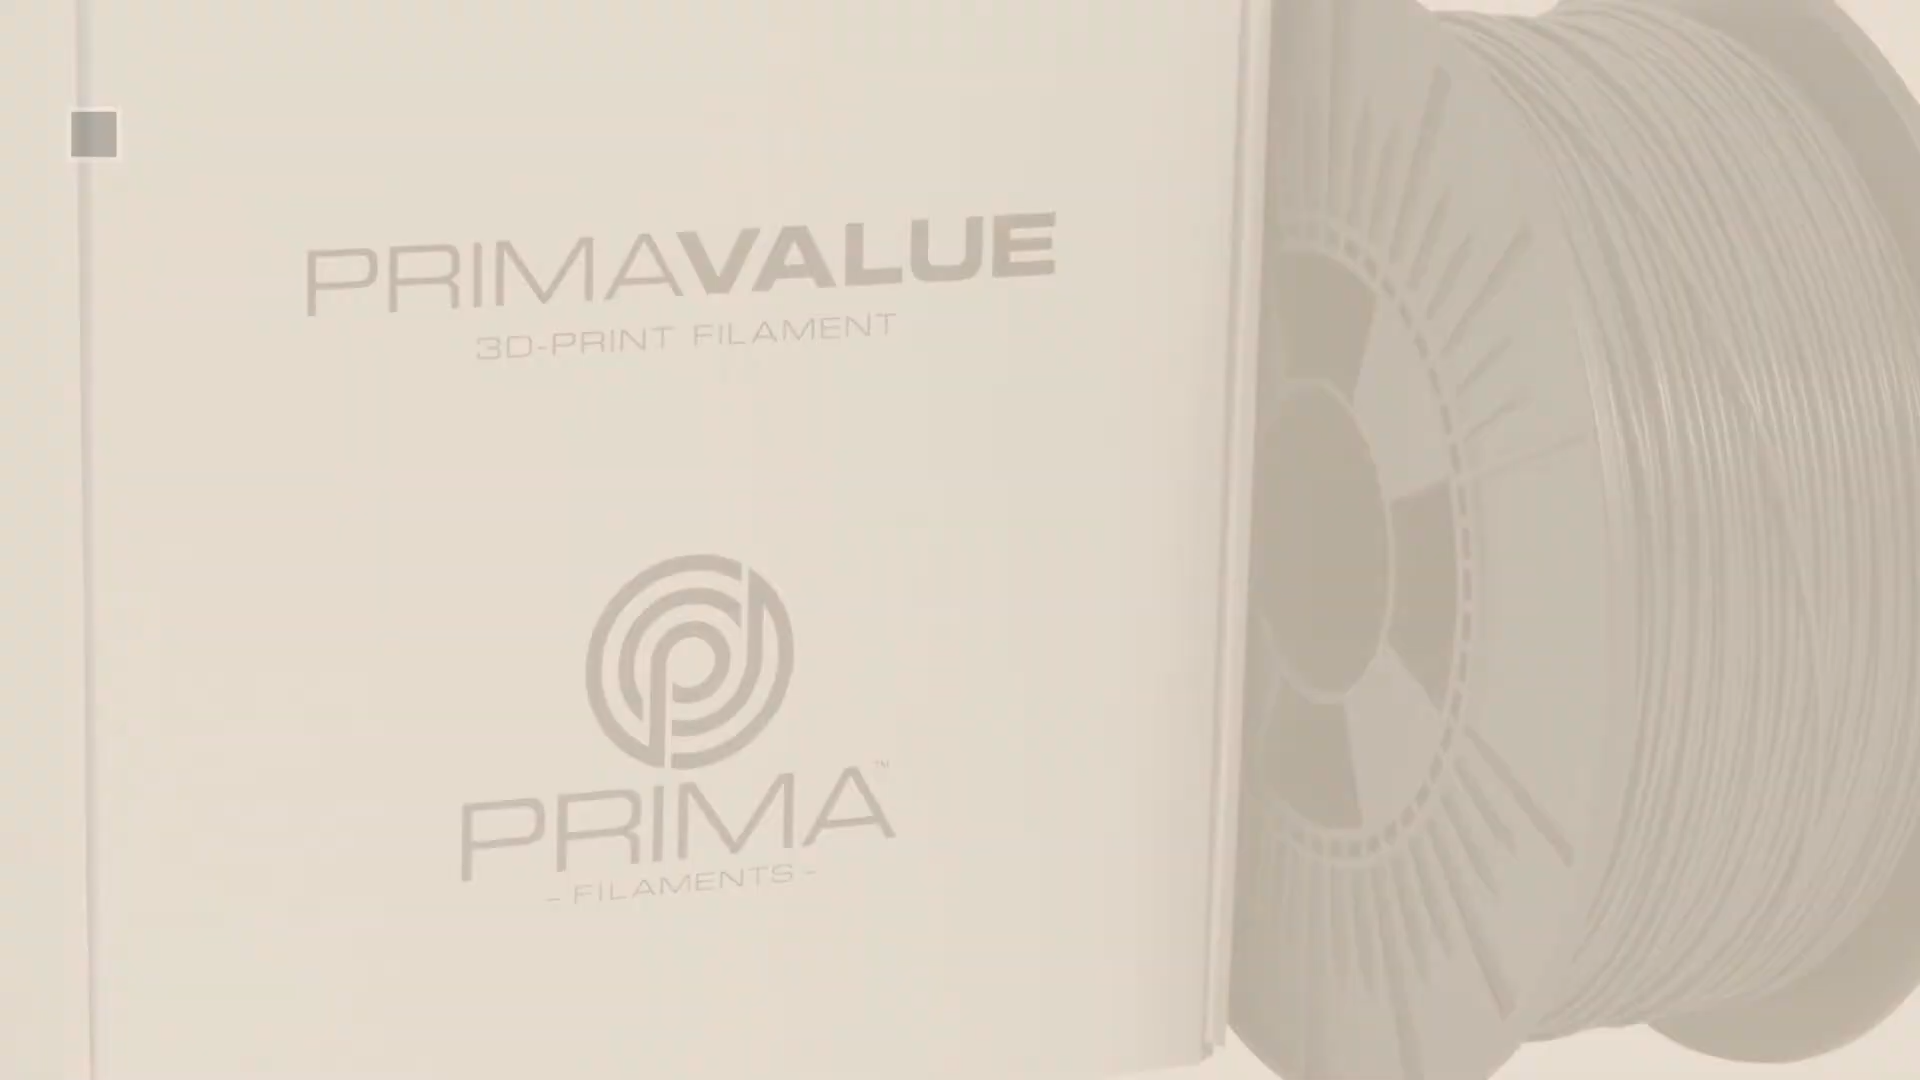 PRIMAVALUE
3D-PRINT FILAMENT
PRIMA™
- FILAMENTS -